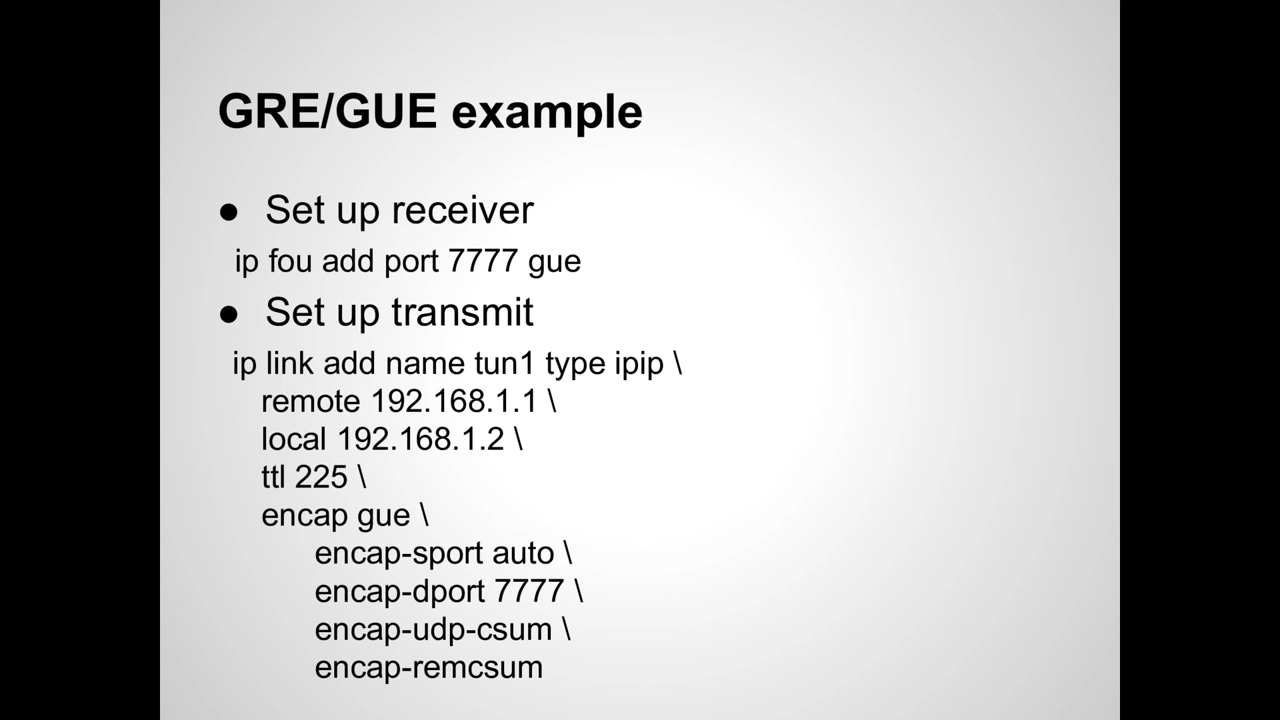 GRE/GUE example
● Set up receiver
ip fou add port 7777 gue
● Set up transmit
ip link add name tun1 type ipip \
remote 192.168.1.1 \
local 192.168.1.2 \
ttl 225 \
encap gue \
encap-sport auto \
encap-dport 7777 \
encap-udp-csum \
encap-remcsum